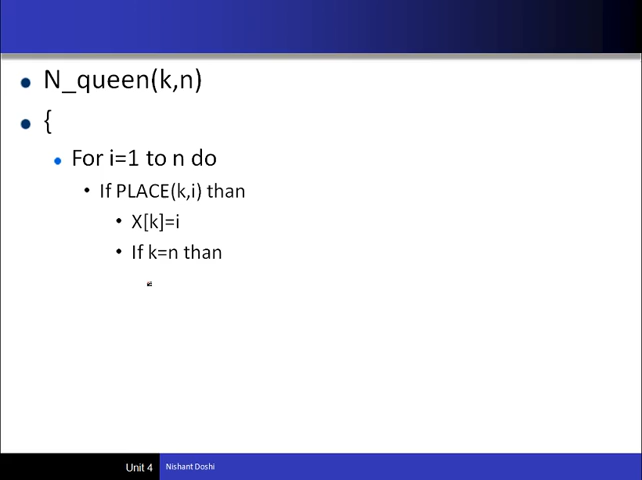 N_queen(k,n)
{
For i=1 to n do
If PLACE(k,i) than
X[k]=i
If k=n than
Unit 4
Nishant Doshi